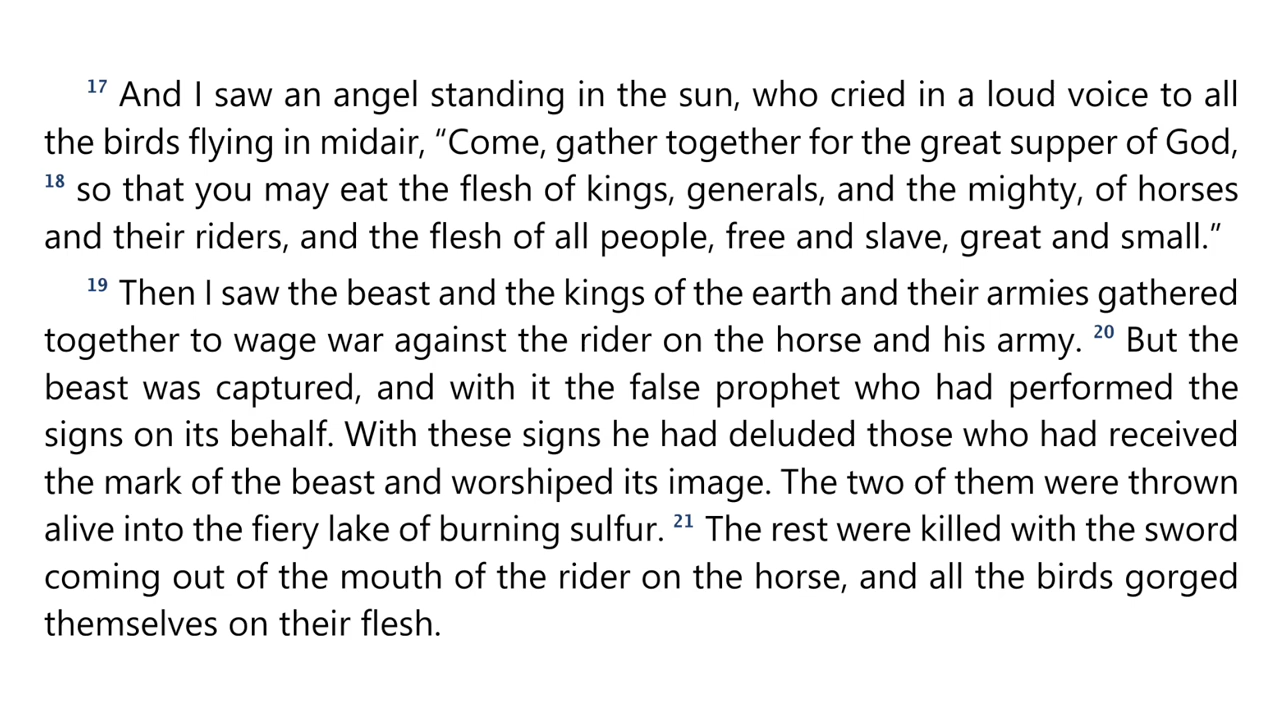 17 And I saw an angel standing in the sun, who cried in a loud voice to all
the birds flying in midair, “Come, gather together for the great supper of God,
18 so that you may eat the flesh of kings, generals, and the mighty, of horses
and their riders, and the flesh of all people, free and slave, great and small.”
19 Then I saw the beast and the kings of the earth and their armies gathered
together to wage war against the rider on the horse and his army. 20 But the
beast was captured, and with it the false prophet who had performed the
signs on its behalf. With these signs he had deluded those who had received
the mark of the beast and worshiped its image. The two of them were thrown
alive into the fiery lake of burning sulfur. 21 The rest were killed with the sword
coming out of the mouth of the rider on the horse, and all the birds gorged
themselves on their flesh.